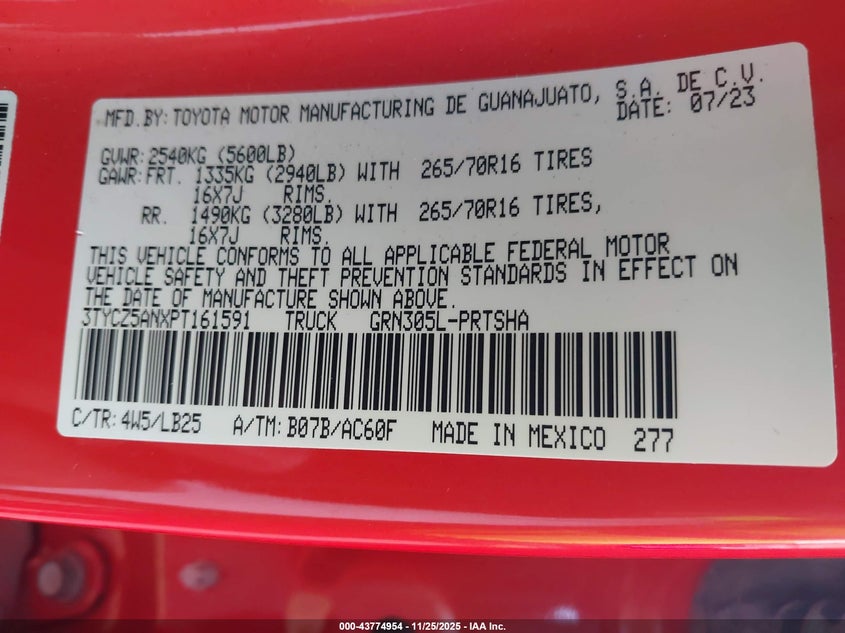 MFD.BY:TOYOTA MOTOR MANUFACTURING DE GUANAJUATO, S.A. DE C.V.
DATE: 07/23
GVWR:2540KG (5600LB)
GAWR:FRT. 1335KG (2940LB) WITH 265/70R16 TIRES
16X7J RIMS.
RR. 1490KG (3280LB) WITH 265/70R16 TIRES,
16X7J RIMS.
THIS VEHICLE CONFORMS TO ALL APPLICABLE FEDERAL MOTOR
VEHICLE SAFETY AND THEFT PREVENTION STANDARDS IN EFFECT ON
THE DATE OF MANUFACTURE SHOWN ABOVE.
3TYCZ5ANXPT161591 TRUCK GRN305L-PRTSHA
C/TR:4W5/LB25 A/TM:B07B/AC60F MADE IN MEXICO 277
000-43774954 | 11/25/2025 - IAA Inc.